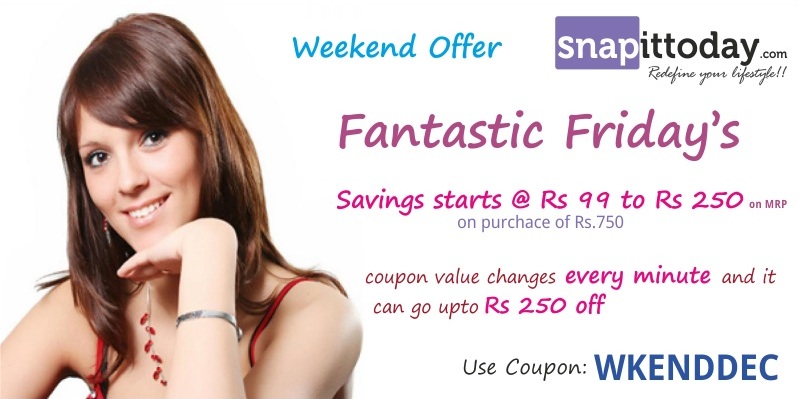 Weekend Offer
snapittoday.com
Redefine your lifestyle!!
Fantastic Friday's
Savings starts @ Rs 99 to Rs 250 on MRP
on purchace of Rs.750
coupon value changes every minute and it
can go upto Rs 250 off
Use Coupon: WKENDDEC